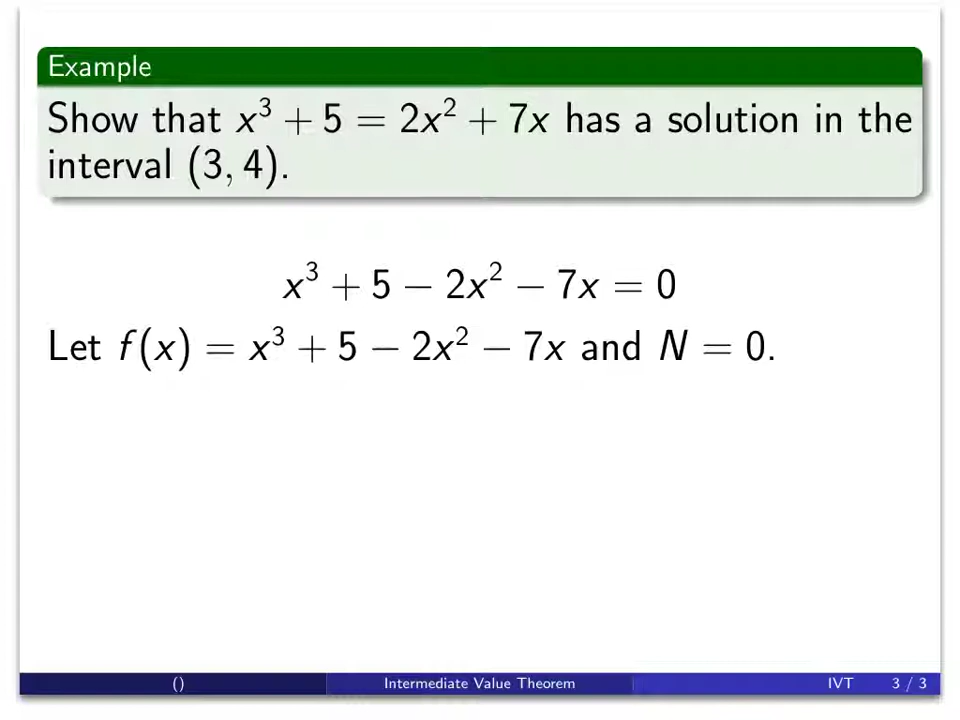 Example
Show that x³ + 5 = 2x² + 7x has a solution in the
interval (3, 4).
x³ + 5 − 2x² − 7x = 0
Let f(x) = x³ + 5 − 2x² − 7x and N = 0.
() Intermediate Value Theorem IVT 3 / 3